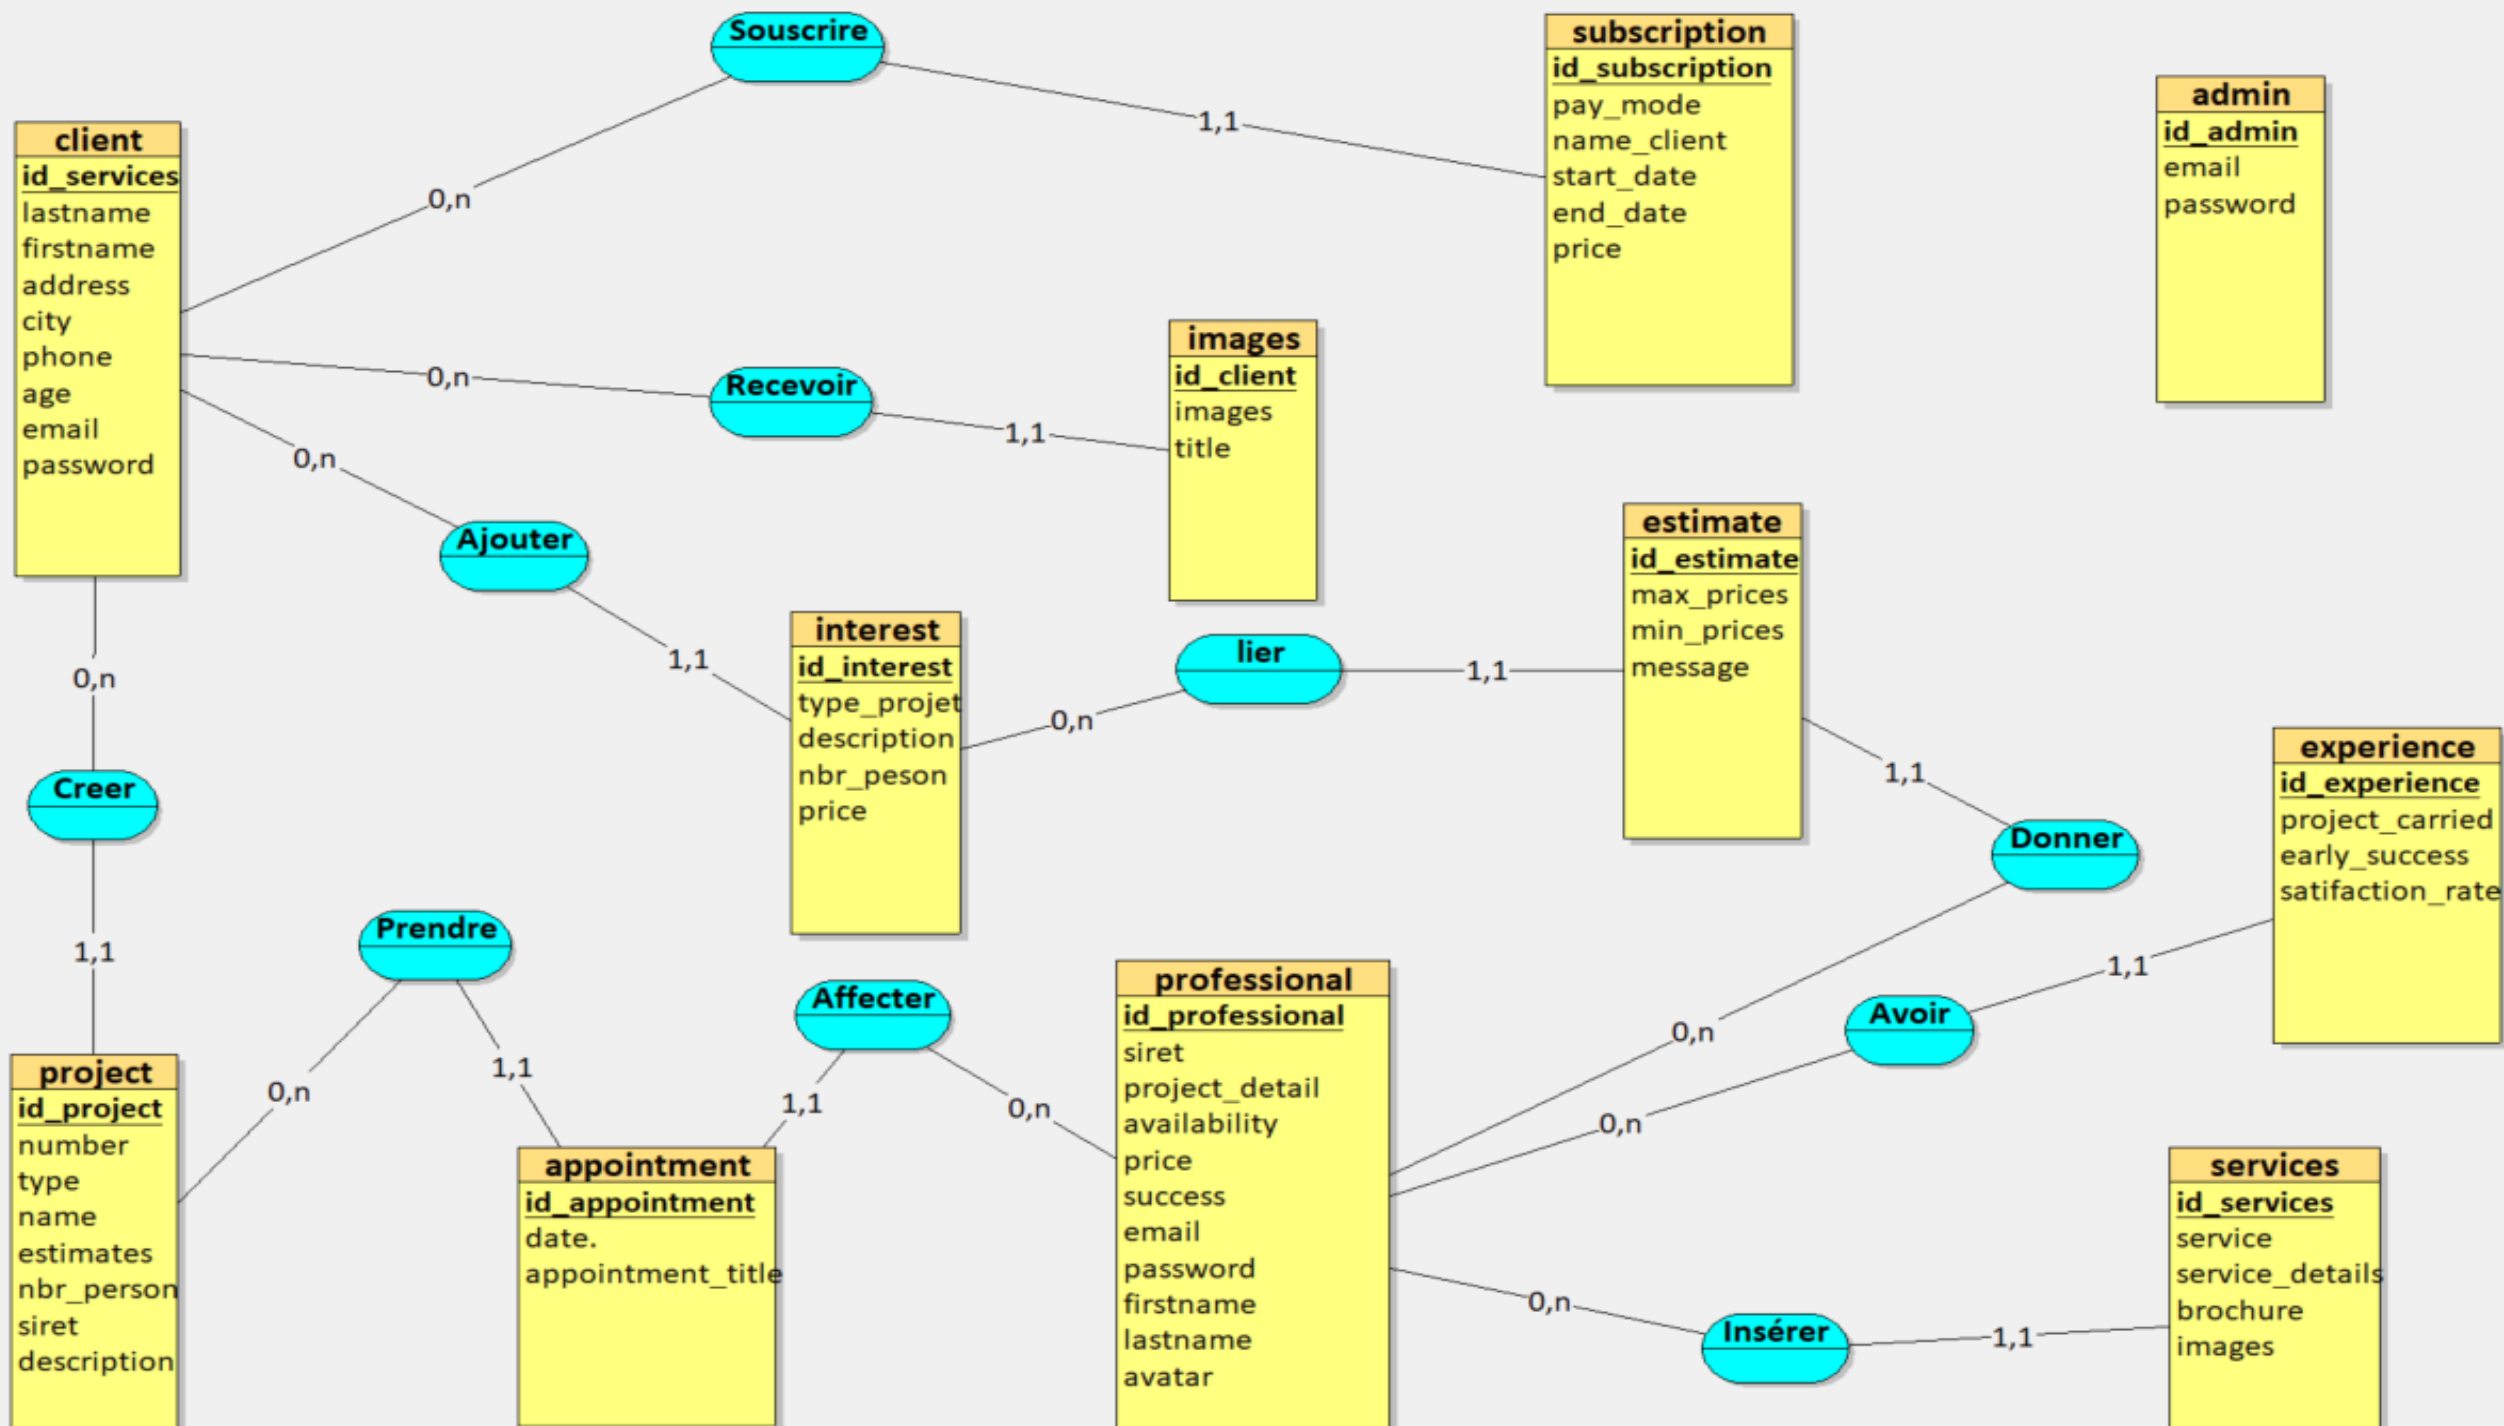 Souscrire
0,n
1,1
client
id_services
lastname
firstname
address
city
phone
age
email
password
subscription
id_subscription
pay_mode
name_client
start_date
end_date
price
admin
id_admin
email
password
0,n
Recevoir
1,1
images
id_client
images
title
0,n
Ajouter
1,1
interest
id_interest
type_projet
description
nbr_peson
price
0,n
lier
1,1
estimate
id_estimate
max_prices
min_prices
message
1,1
Donner
0,n
experience
id_experience
project_carried
early_success
satifaction_rate
1,1
Avoir
0,n
0,n
Creer
1,1
project
id_project
number
type
name
estimates
nbr_person
siret
description
Prendre
0,n
1,1
appointment
id_appointment
date.
appointment_title
Affecter
1,1
0,n
professional
id_professional
siret
project_detail
availability
price
success
email
password
firstname
lastname
avatar
0,n
Insérer
1,1
services
id_services
service
service_details
brochure
images